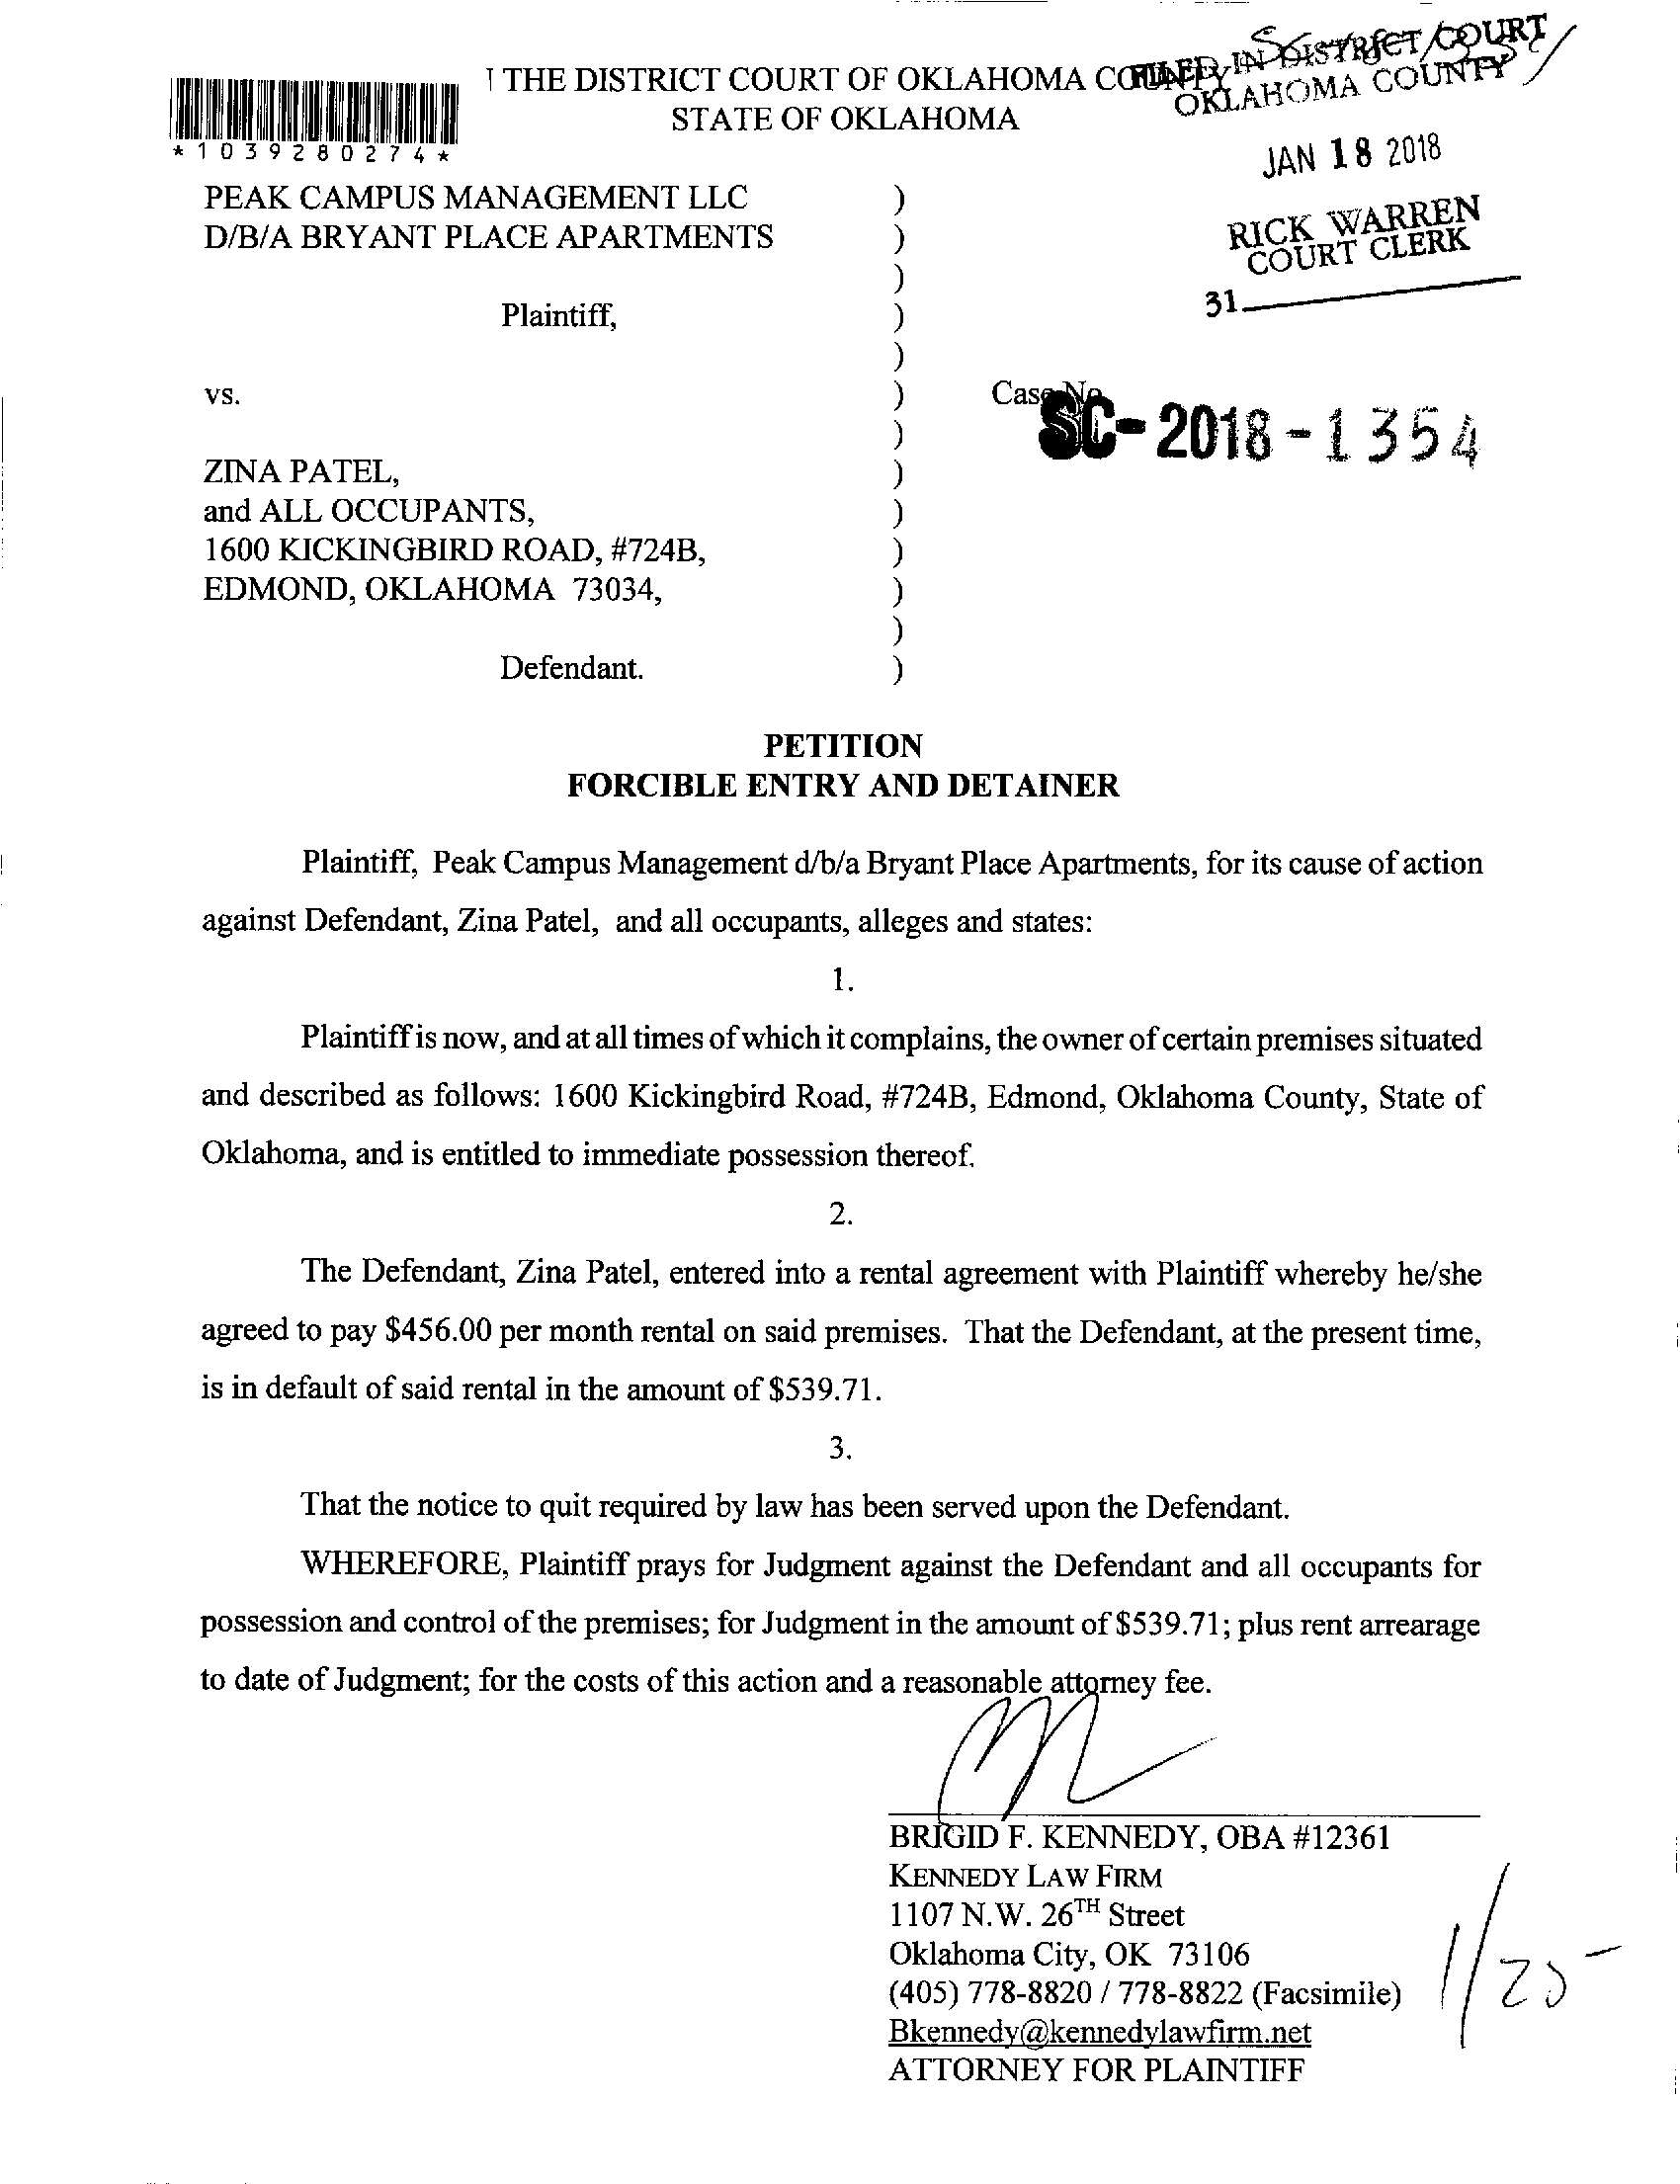 THE DISTRICT COURT OF OKLAHOMA COUNTY
STATE OF OKLAHOMA
FILED IN DISTRICT COURT
OKLAHOMA COUNTY
JAN 18 2018
RICK WARREN
COURT CLERK
31
*1039280274*
PEAK CAMPUS MANAGEMENT LLC )
D/B/A BRYANT PLACE APARTMENTS )
)
Plaintiff, )
)
vs. ) Case No.
SC-2018-1354
)
ZINA PATEL, )
and ALL OCCUPANTS, )
1600 KICKINGBIRD ROAD, #724B, )
EDMOND, OKLAHOMA 73034, )
)
Defendant. )
PETITION
FORCIBLE ENTRY AND DETAINER
Plaintiff, Peak Campus Management d/b/a Bryant Place Apartments, for its cause of action
against Defendant, Zina Patel, and all occupants, alleges and states:
1.
Plaintiff is now, and at all times of which it complains, the owner of certain premises situated
and described as follows: 1600 Kickingbird Road, #724B, Edmond, Oklahoma County, State of
Oklahoma, and is entitled to immediate possession thereof.
2.
The Defendant, Zina Patel, entered into a rental agreement with Plaintiff whereby he/she
agreed to pay $456.00 per month rental on said premises. That the Defendant, at the present time,
is in default of said rental in the amount of $539.71.
3.
That the notice to quit required by law has been served upon the Defendant.
WHEREFORE, Plaintiff prays for Judgment against the Defendant and all occupants for
possession and control of the premises; for Judgment in the amount of $539.71; plus rent arrearage
to date of Judgment; for the costs of this action and a reasonable attorney fee.
BRIGID F. KENNEDY, OBA #12361
KENNEDY LAW FIRM
1107 N.W. 26TH Street
Oklahoma City, OK 73106
(405) 778-8820 / 778-8822 (Facsimile)
Bkennedy@kennedylawfirm.net
ATTORNEY FOR PLAINTIFF
1/25